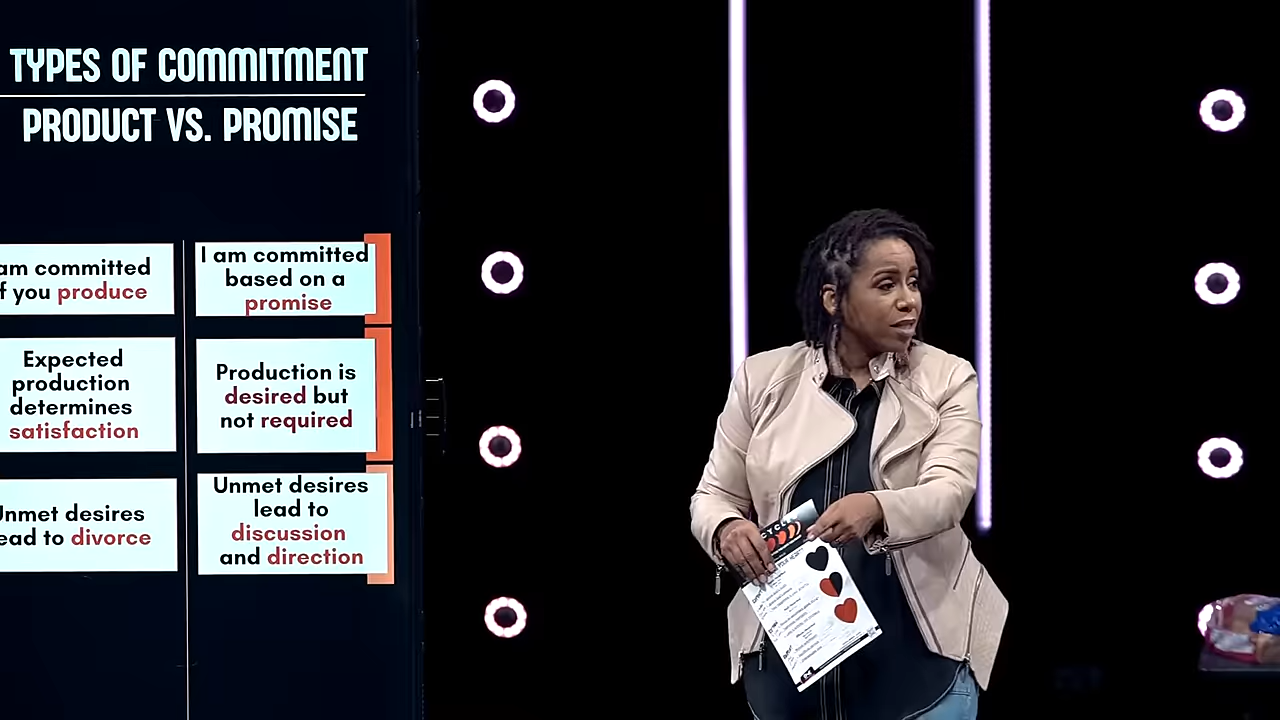 TYPES OF COMMITMENT
PRODUCT VS. PROMISE
am committed
f you produce
I am committed
based on a
promise
Expected
production
determines
satisfaction
Production is
desired but
not required
Unmet desires
ead to divorce
Unmet desires
lead to
discussion
and direction